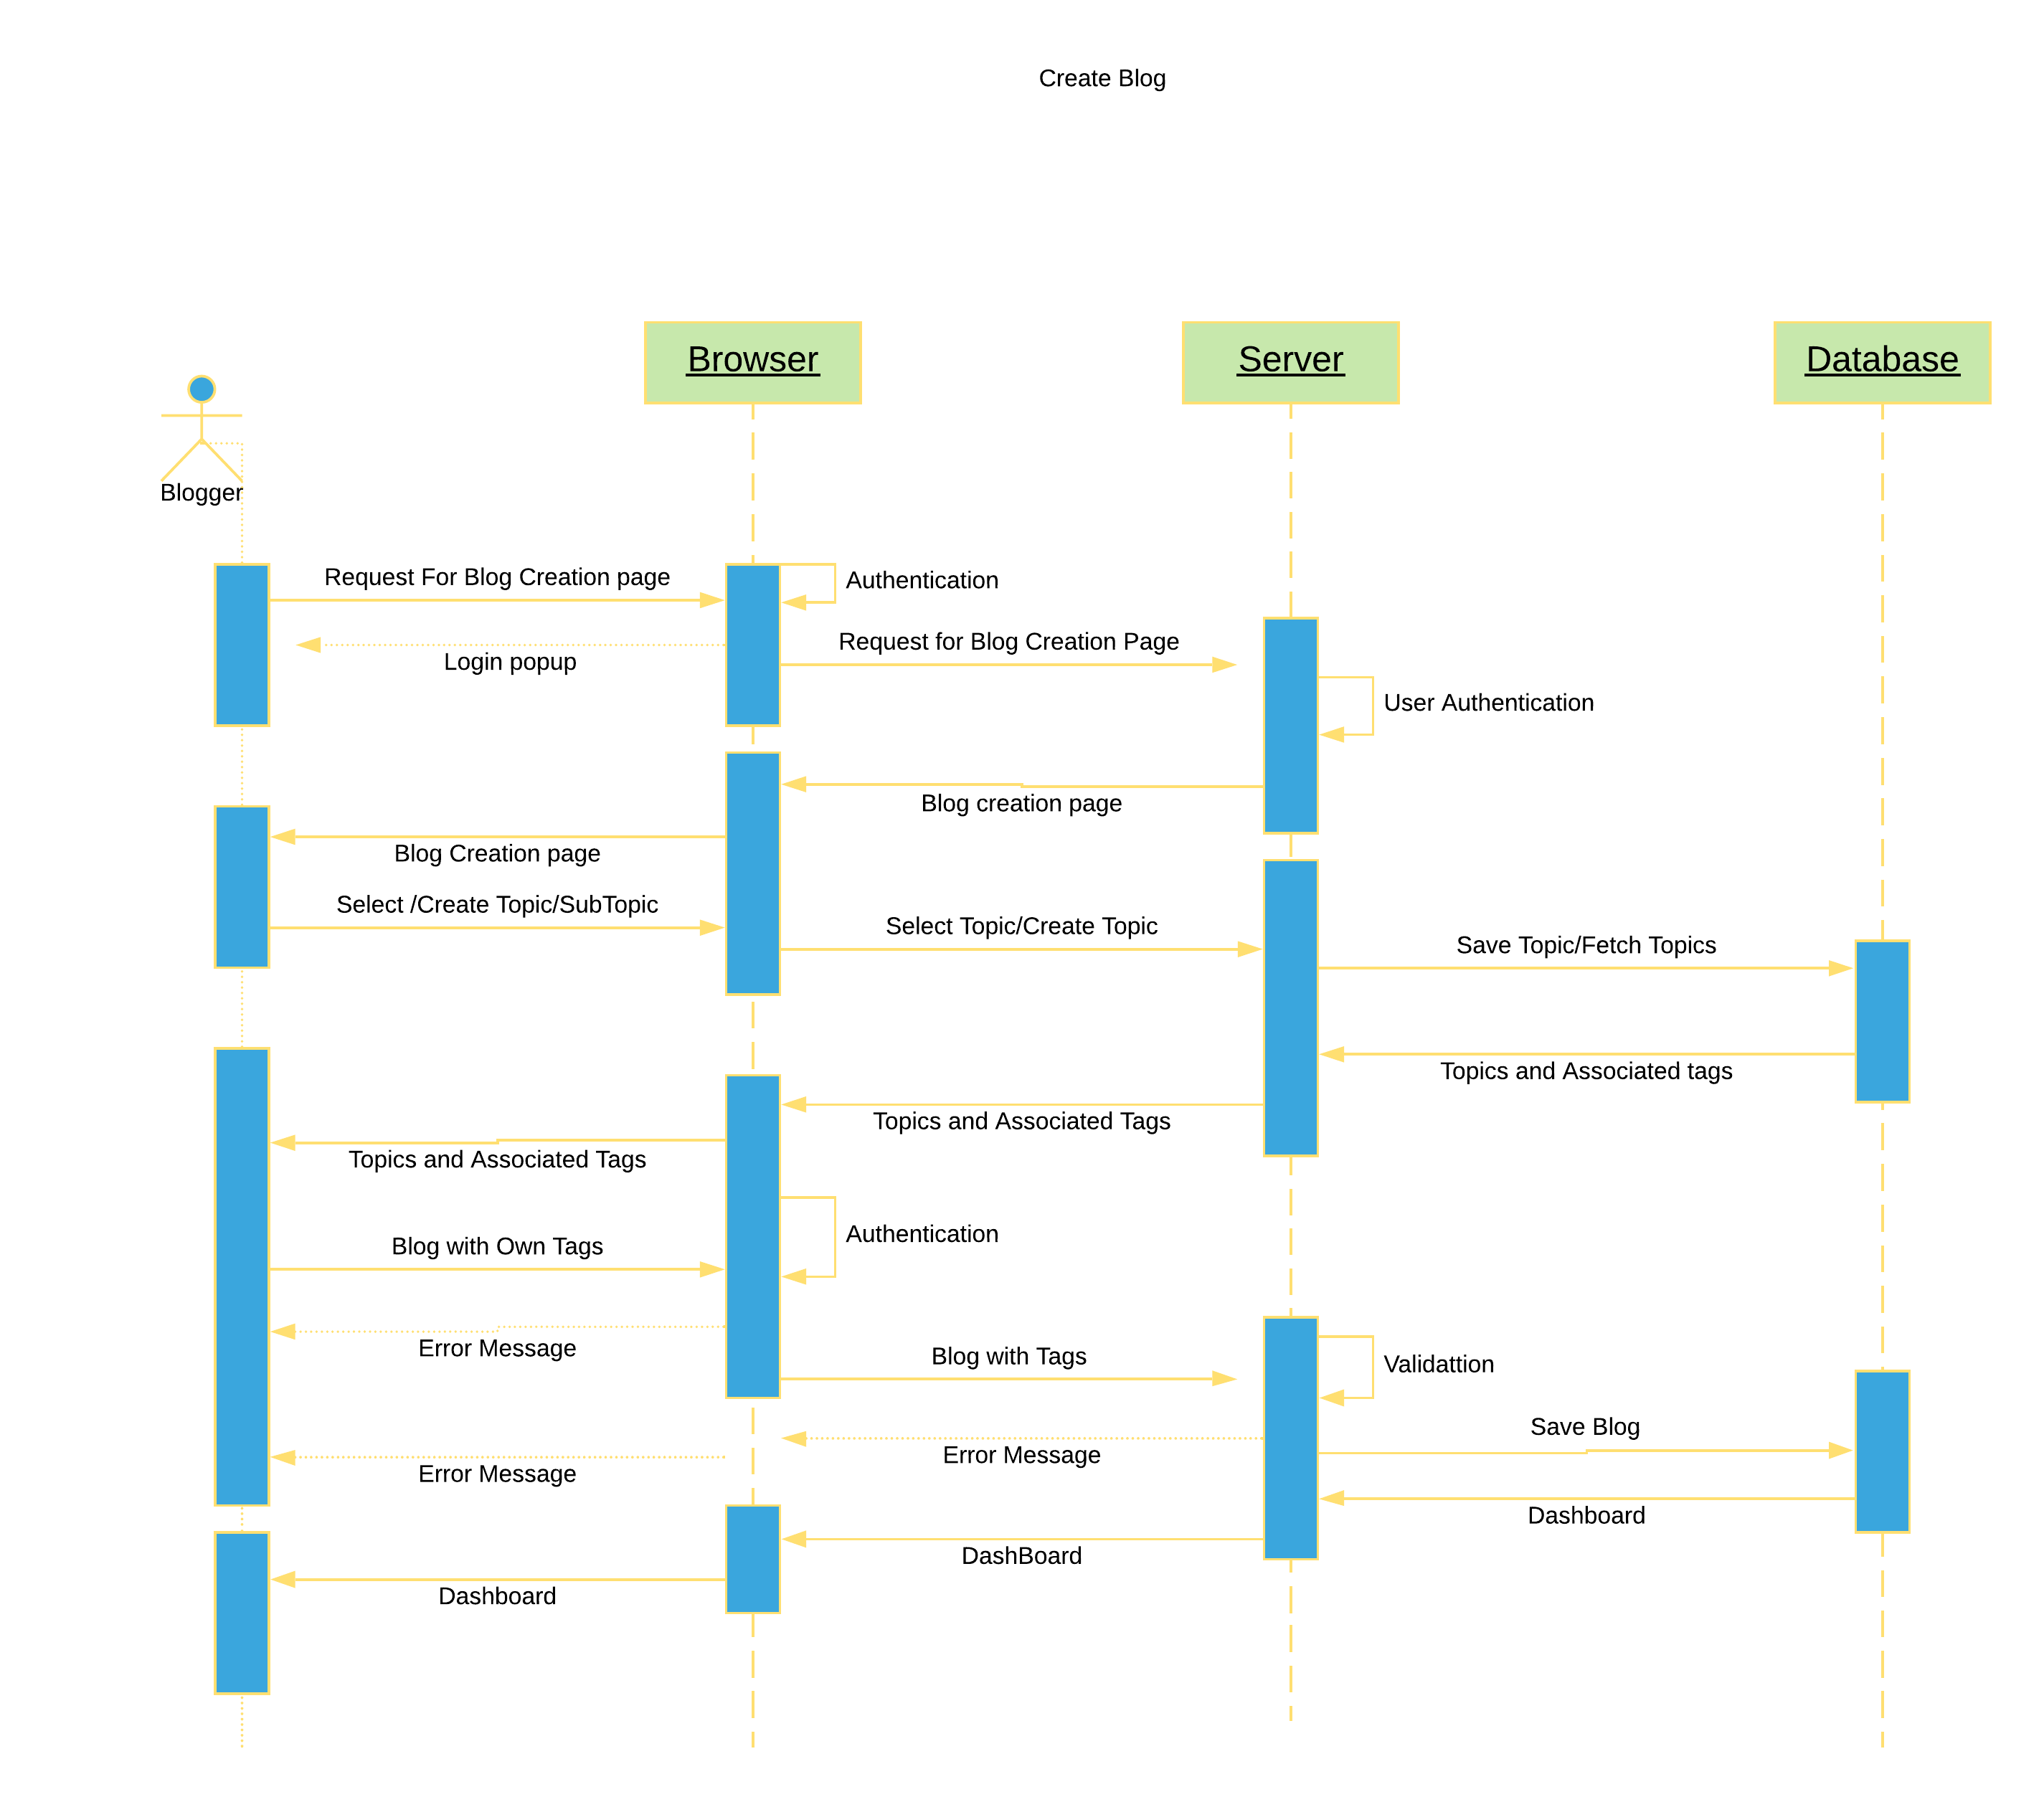 Create Blog
Browser
Server
Database
Blogger
Request For Blog Creation page
Authentication
Login popup
Request for Blog Creation Page
User Authentication
Blog creation page
Blog Creation page
Select /Create Topic/SubTopic
Select Topic/Create Topic
Save Topic/Fetch Topics
Topics and Associated tags
Topics and Associated Tags
Topics and Associated Tags
Authentication
Blog with Own Tags
Error Message
Blog with Tags
Validattion
Save Blog
Error Message
Error Message
Dashboard
DashBoard
Dashboard